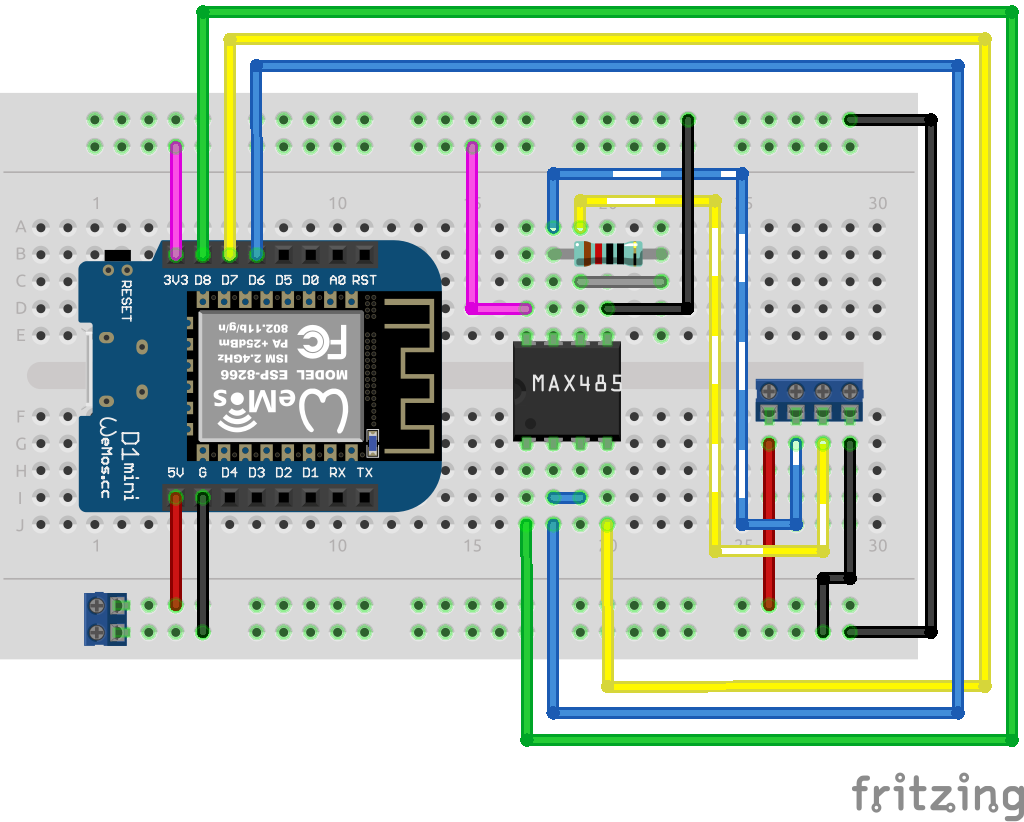 1 10 15 20 25 30
A A
B B
C C
D D
E E
3V3 D8 D7 D6 D5 D0 A0 RST
RESET
802.11b/g/n
PA +25dBm
ISM 2.4GHz
MODEL ESP-8266
FC
WeMos
MAX485
D1 mini
WeMos.cc
5V G D4 D3 D2 D1 RX TX
F F
G G
H H
I I
J J
1 10 15 20 25 30
fritzing